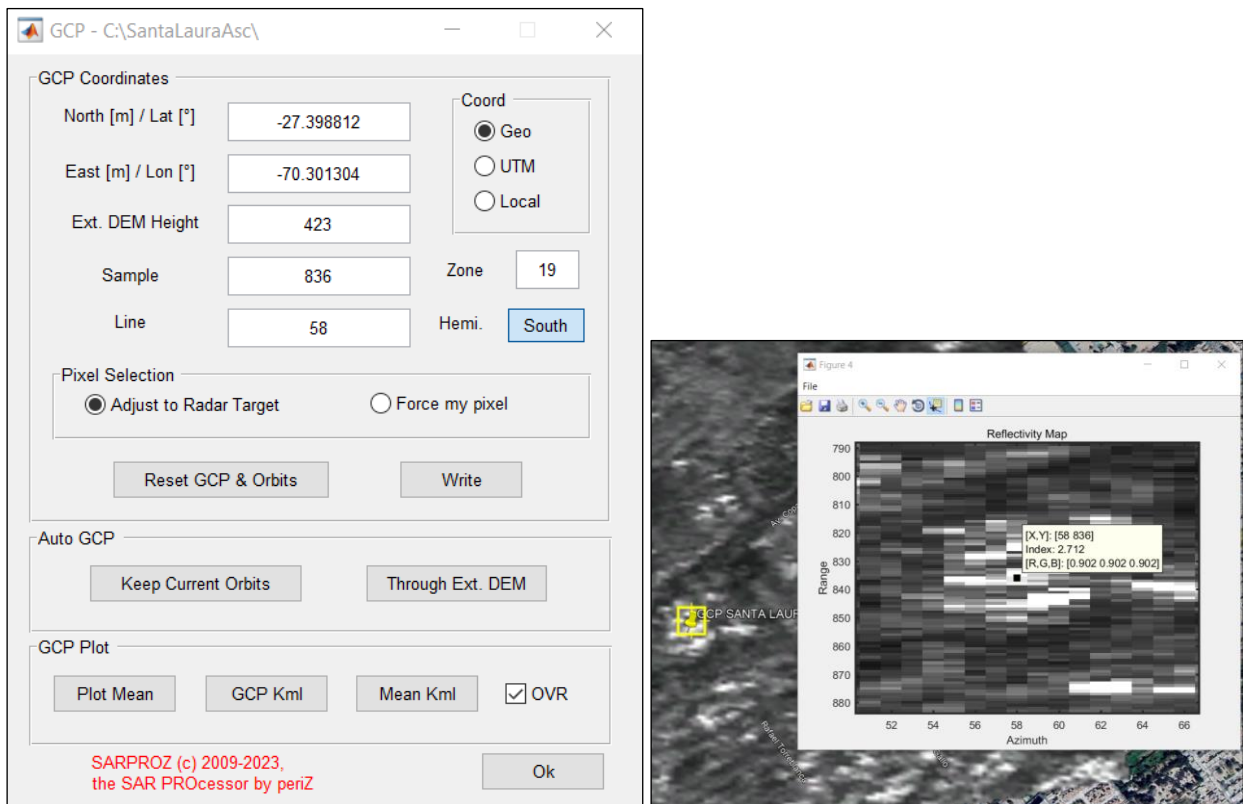 GCP - C:\SantaLauraAsc\
GCP Coordinates
North [m] / Lat [°]
-27.398812
East [m] / Lon [°]
-70.301304
Ext. DEM Height
423
Sample
836
Line
58
Coord
Geo
UTM
Local
Zone
19
Hemi.
South
Pixel Selection
Adjust to Radar Target
Force my pixel
Reset GCP & Orbits
Write
Auto GCP
Keep Current Orbits
Through Ext. DEM
GCP Plot
Plot Mean
GCP Kml
Mean Kml
OVR
SARPROZ (c) 2009-2023,
the SAR PROcessor by periZ
Ok
Figure 4
File
Reflectivity Map
790
800
810
820
830
840
850
860
870
880
Range
[X,Y]: [58 836]
Index: 2.712
[R,G,B]: [0.902 0.902 0.902]
52 54 56 58 60 62 64 66
Azimuth
GCP SANTA LAUR